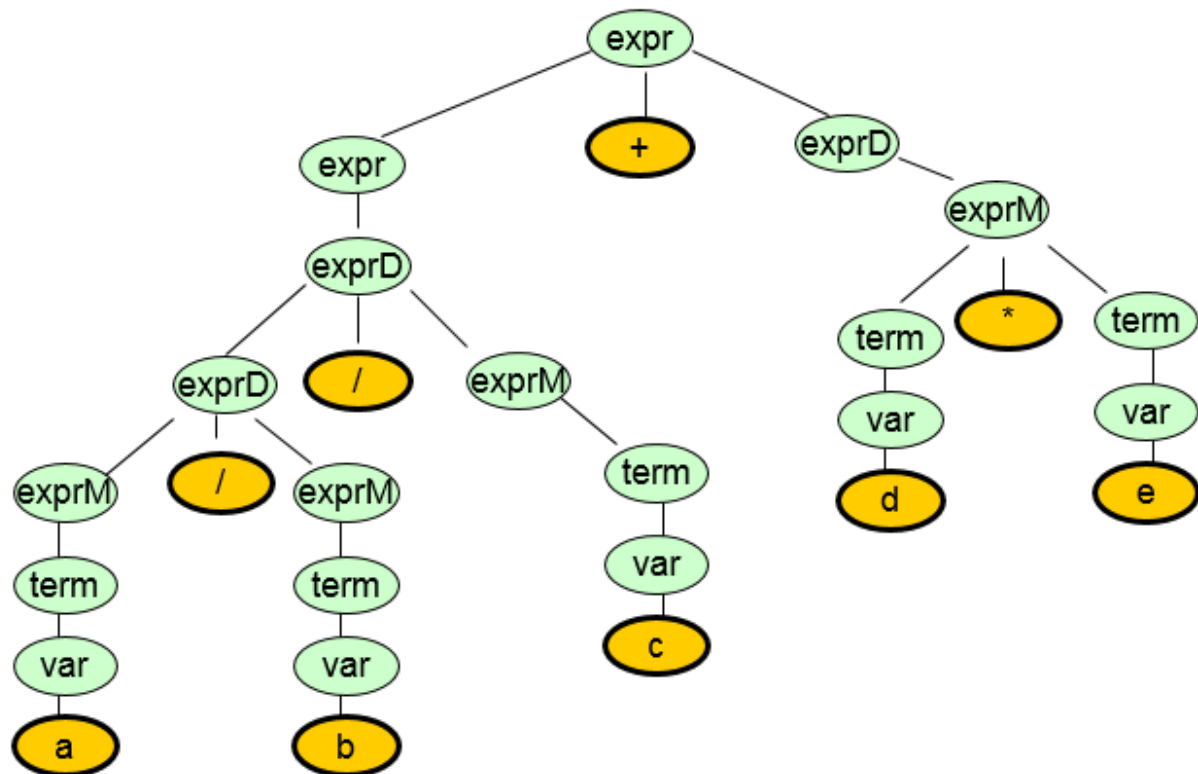 expr
expr + exprD
exprM
exprD
term * term
exprD / exprM
var var
exprM / exprM term
d e
term term var
var var c
a b